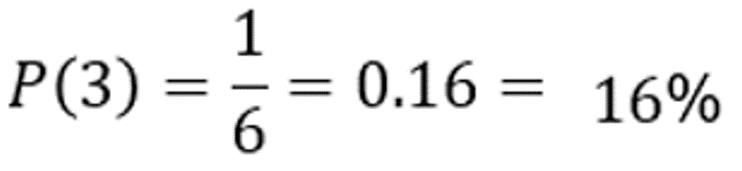 P(3) = 1/6 = 0.16 = 16%